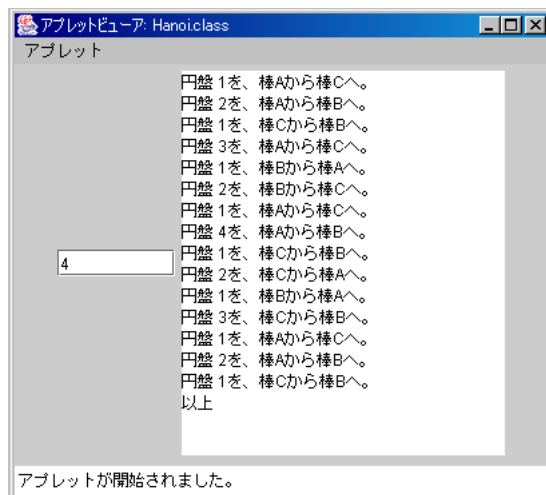 アプレットビューア: Hanoi.class
アプレット
4
円盤 1を、棒Aから棒Cへ。
円盤 2を、棒Aから棒Bへ。
円盤 1を、棒Cから棒Bへ。
円盤 3を、棒Aから棒Cへ。
円盤 1を、棒Bから棒Aへ。
円盤 2を、棒Bから棒Cへ。
円盤 1を、棒Aから棒Cへ。
円盤 4を、棒Aから棒Bへ。
円盤 1を、棒Cから棒Bへ。
円盤 2を、棒Cから棒Aへ。
円盤 1を、棒Bから棒Aへ。
円盤 3を、棒Cから棒Bへ。
円盤 1を、棒Aから棒Cへ。
円盤 2を、棒Aから棒Bへ。
円盤 1を、棒Cから棒Bへ。
以上
アプレットが開始されました。